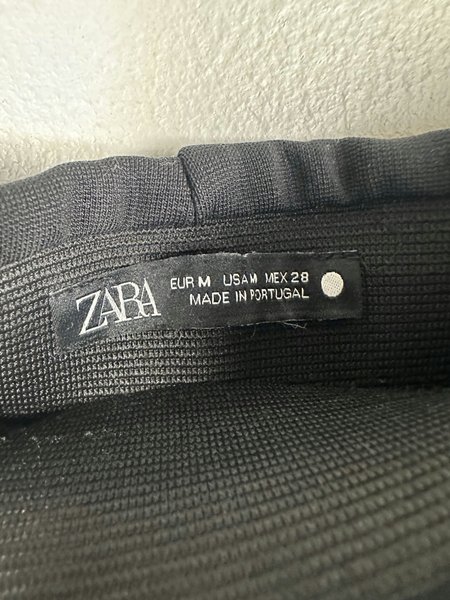 ZARA
EUR M USA M MEX 28
MADE IN PORTUGAL